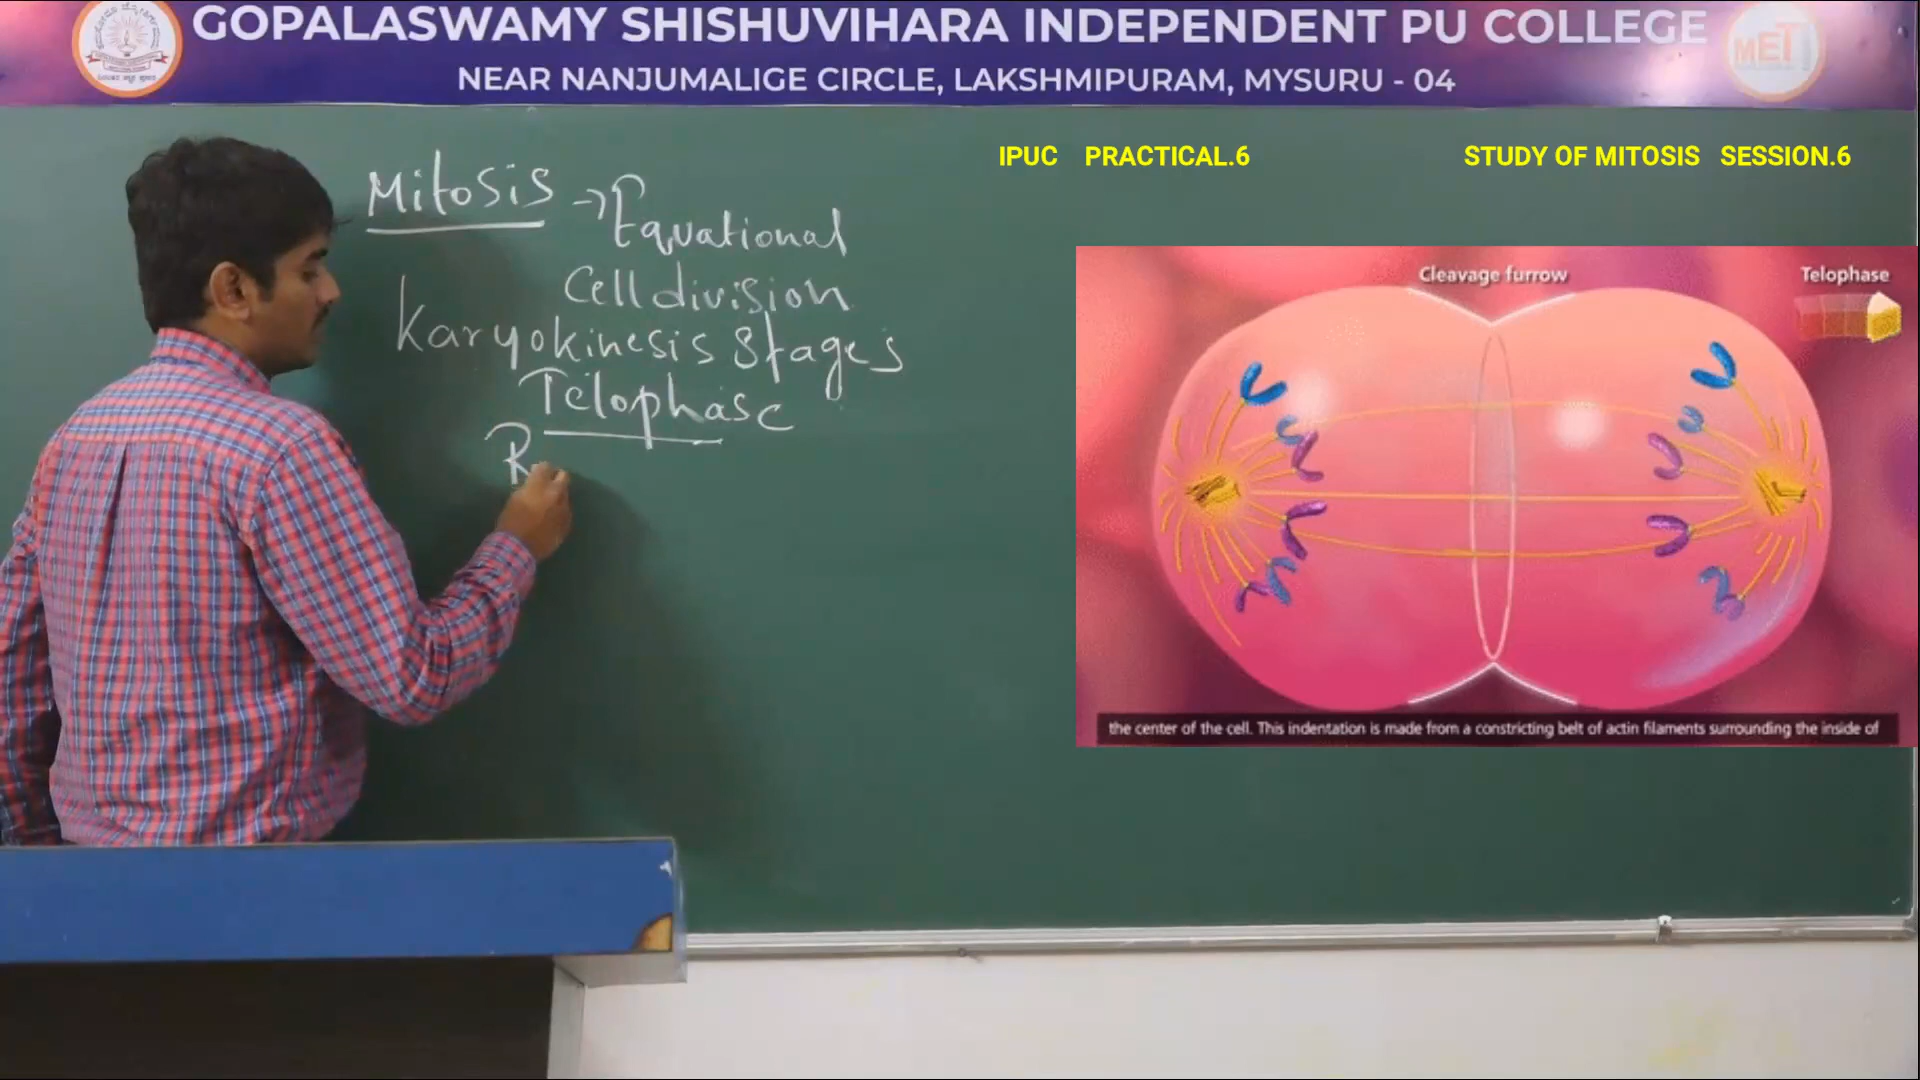 GOPALASWAMY SHISHUVIHARA INDEPENDENT PU COLLEGE
NEAR NANJUMALIGE CIRCLE, LAKSHMIPURAM, MYSURU - 04
MET
IPUC PRACTICAL.6 STUDY OF MITOSIS SESSION.6
Mitosis → Equational
Cell division
Karyokinesis Stages
Telophase
R
Cleavage furrow
Telophase
the center of the cell. This indentation is made from a constricting belt of actin filaments surrounding the inside of